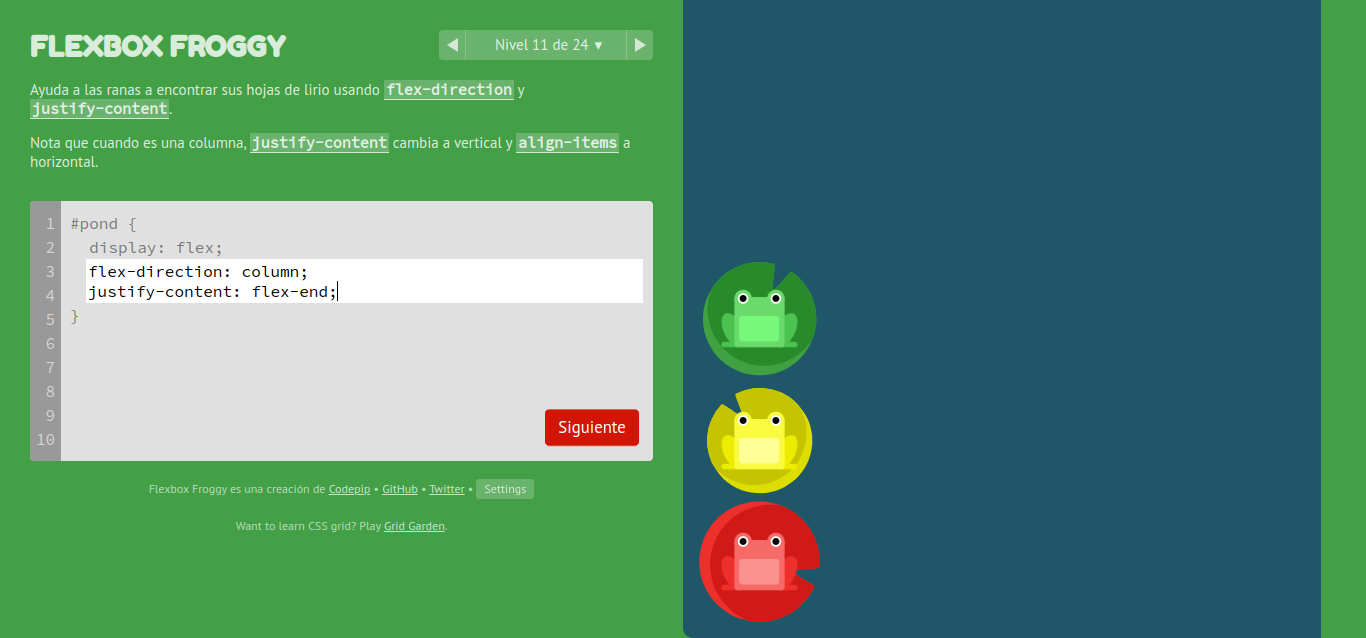 FLEXBOX FROGGY
◀ Nivel 11 de 24 ▾ ▶
Ayuda a las ranas a encontrar sus hojas de lirio usando flex-direction y
justify-content.
Nota que cuando es una columna, justify-content cambia a vertical y align-items a
horizontal.
1 #pond {
2 display: flex;
3 flex-direction: column;
4 justify-content: flex-end;
5 }
6
7
8
9
10
Siguiente
Flexbox Froggy es una creación de Codepip • GitHub • Twitter • Settings
Want to learn CSS grid? Play Grid Garden.